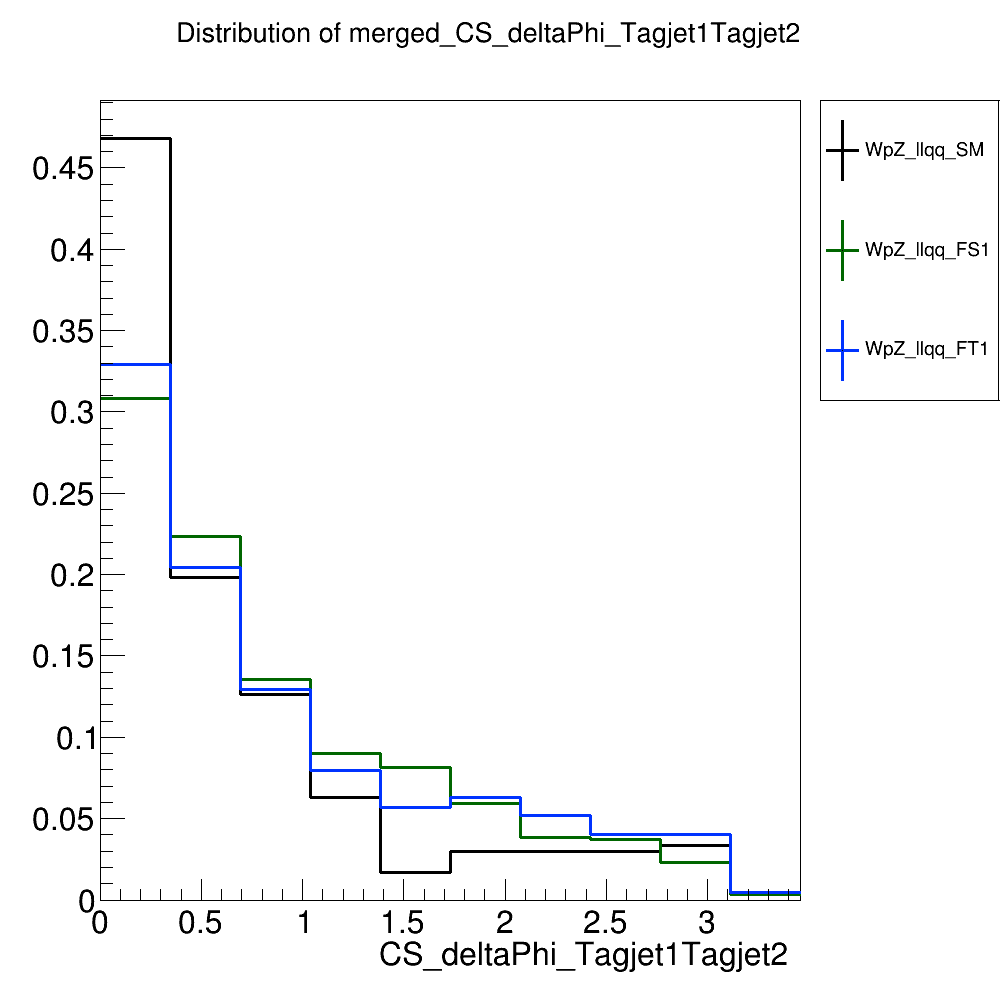 Distribution of merged_CS_deltaPhi_Tagjet1Tagjet2
WpZ_llqq_SM
WpZ_llqq_FS1
WpZ_llqq_FT1
0.45
0.4
0.35
0.3
0.25
0.2
0.15
0.1
0.05
0
0 0.5 1 1.5 2 2.5 3
CS_deltaPhi_Tagjet1Tagjet2